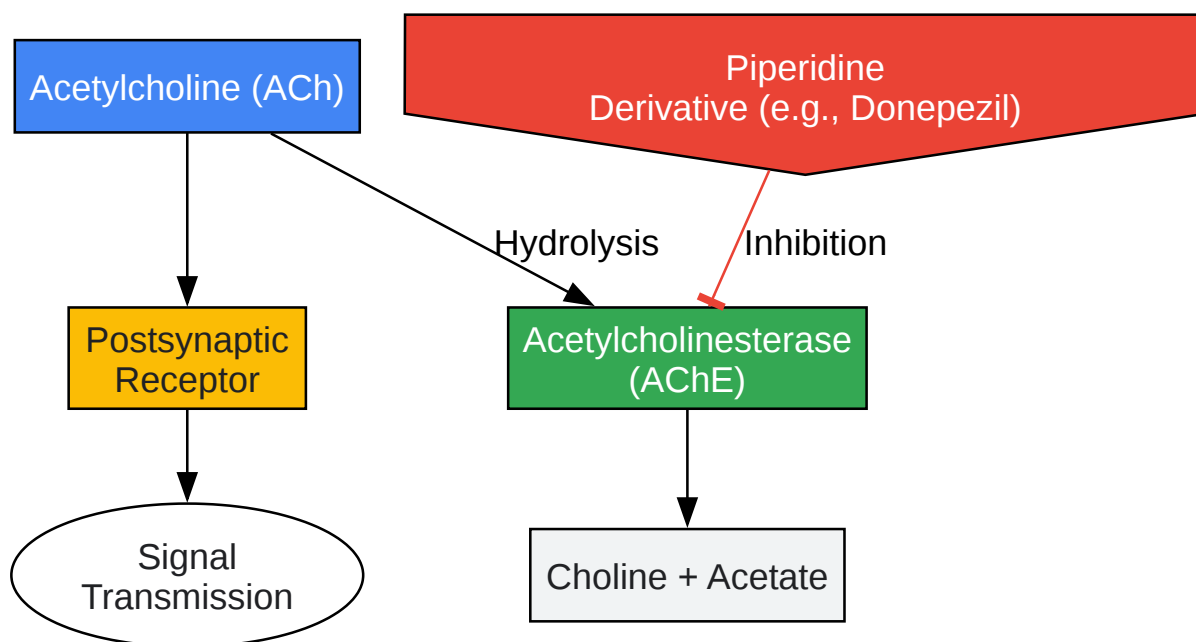 Acetylcholine (ACh)
Piperidine
Derivative (e.g., Donepezil)
Hydrolysis
Inhibition
Postsynaptic
Receptor
Acetylcholinesterase
(AChE)
Signal
Transmission
Choline + Acetate